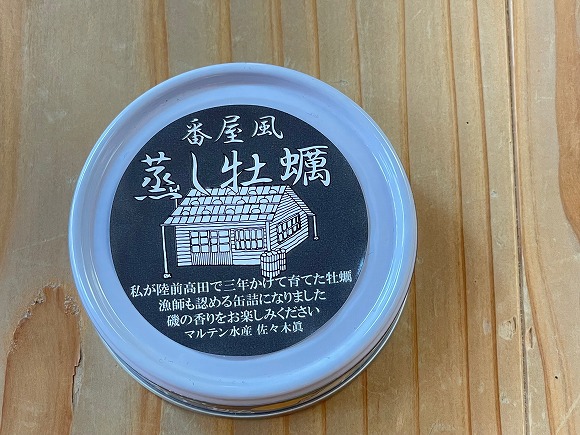 番屋風
蒸し牡蠣
私が陸前高田で三年かけて育てた牡蠣
漁師も認める缶詰になりました
磯の香りをお楽しみください
マルテン水産 佐々木眞